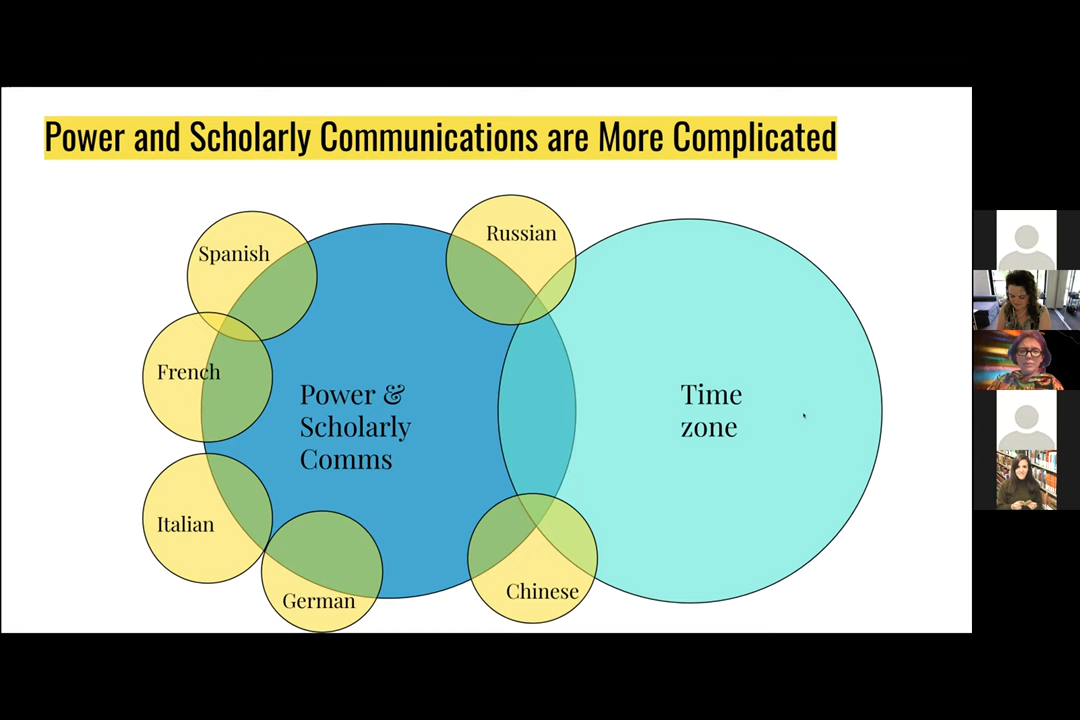 Power and Scholarly Communications are More Complicated
Spanish
Russian
French
Power &
Scholarly
Comms
Time
zone
Italian
German
Chinese